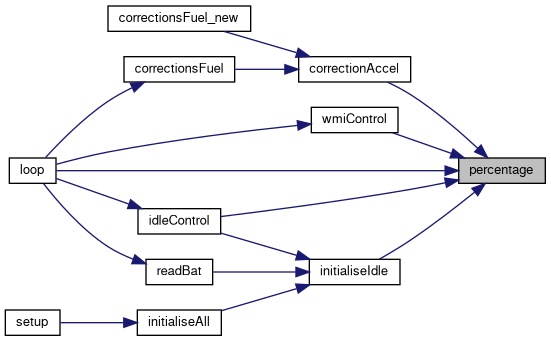 correctionsFuel_new
correctionsFuel
correctionAccel
wmiControl
loop
percentage
idleControl
readBat
initialiseIdle
setup
initialiseAll